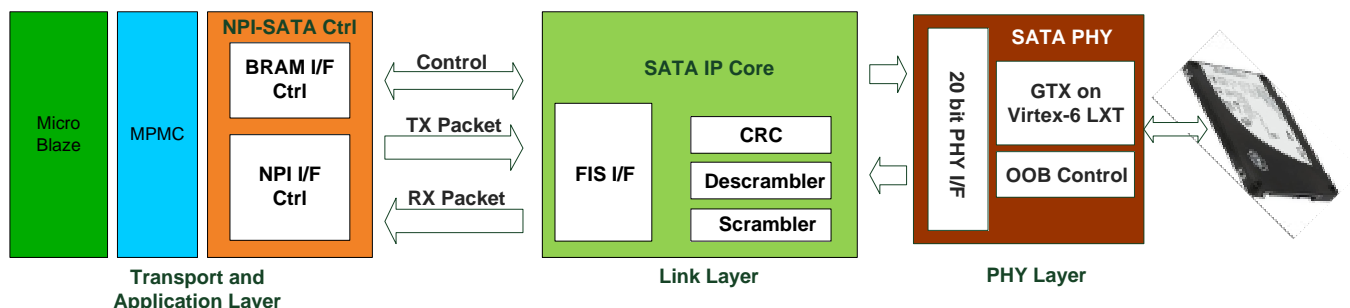 Micro
Blaze
MPMC
NPI-SATA Ctrl
BRAM I/F
Ctrl
NPI I/F
Ctrl
Transport and
Application Layer
Control
TX Packet
RX Packet
SATA IP Core
FIS I/F
CRC
Descrambler
Scrambler
Link Layer
SATA PHY
20 bit PHY I/F
GTX on
Virtex-6 LXT
OOB Control
PHY Layer